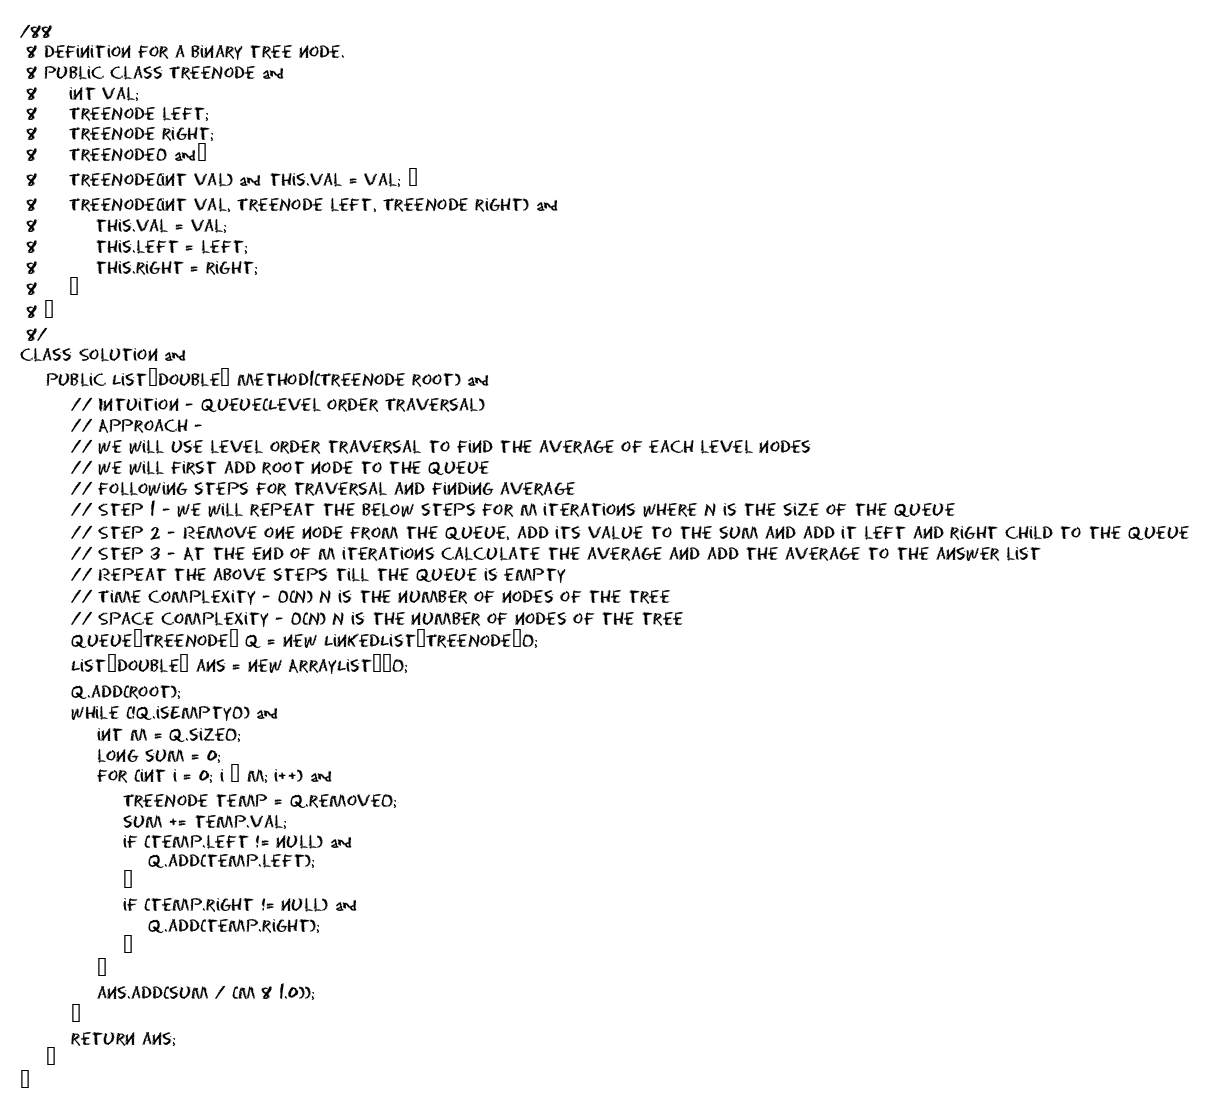 /88
8 DEFINITION FOR A BINARY TREE NODE.
8 PUBLIC CLASS TREENODE and
8 INT VAL;
8 TREENODE LEFT;
8 TREENODE RIGHT;
8 TREENODE() and▯
8 TREENODE(INT VAL) and THIS.VAL = VAL; ▯
8 TREENODE(INT VAL, TREENODE LEFT, TREENODE RIGHT) and
8 THIS.VAL = VAL;
8 THIS.LEFT = LEFT;
8 THIS.RIGHT = RIGHT;
8 ▯
8 ▯
8/
CLASS SOLUTION and
PUBLIC LIST▯DOUBLE▯ METHOD1(TREENODE ROOT) and
// INTUITION - QUEUE(LEVEL ORDER TRAVERSAL)
// APPROACH -
// WE WILL USE LEVEL ORDER TRAVERSAL TO FIND THE AVERAGE OF EACH LEVEL NODES
// WE WILL FIRST ADD ROOT NODE TO THE QUEUE
// FOLLOWING STEPS FOR TRAVERSAL AND FINDING AVERAGE
// STEP 1 - WE WILL REPEAT THE BELOW STEPS FOR M ITERATIONS WHERE N IS THE SIZE OF THE QUEUE
// STEP 2 - REMOVE ONE NODE FROM THE QUEUE, ADD ITS VALUE TO THE SUM AND ADD IT LEFT AND RIGHT CHILD TO THE QUEUE
// STEP 3 - AT THE END OF M ITERATIONS CALCULATE THE AVERAGE AND ADD THE AVERAGE TO THE ANSWER LIST
// REPEAT THE ABOVE STEPS TILL THE QUEUE IS EMPTY
// TIME COMPLEXITY - O(N) N IS THE NUMBER OF NODES OF THE TREE
// SPACE COMPLEXITY - O(N) N IS THE NUMBER OF NODES OF THE TREE
QUEUE▯TREENODE▯ Q = NEW LINKEDLIST▯TREENODE▯();
LIST▯DOUBLE▯ ANS = NEW ARRAYLIST▯▯();
Q.ADD(ROOT);
WHILE (!Q.ISEMPTY()) and
INT M = Q.SIZE();
LONG SUM = 0;
FOR (INT I = 0; I ▯ M; I++) and
TREENODE TEMP = Q.REMOVE();
SUM += TEMP.VAL;
IF (TEMP.LEFT != NULL) and
Q.ADD(TEMP.LEFT);
▯
IF (TEMP.RIGHT != NULL) and
Q.ADD(TEMP.RIGHT);
▯
▯
ANS.ADD(SUM / (M 8 1.0));
▯
RETURN ANS;
▯
▯